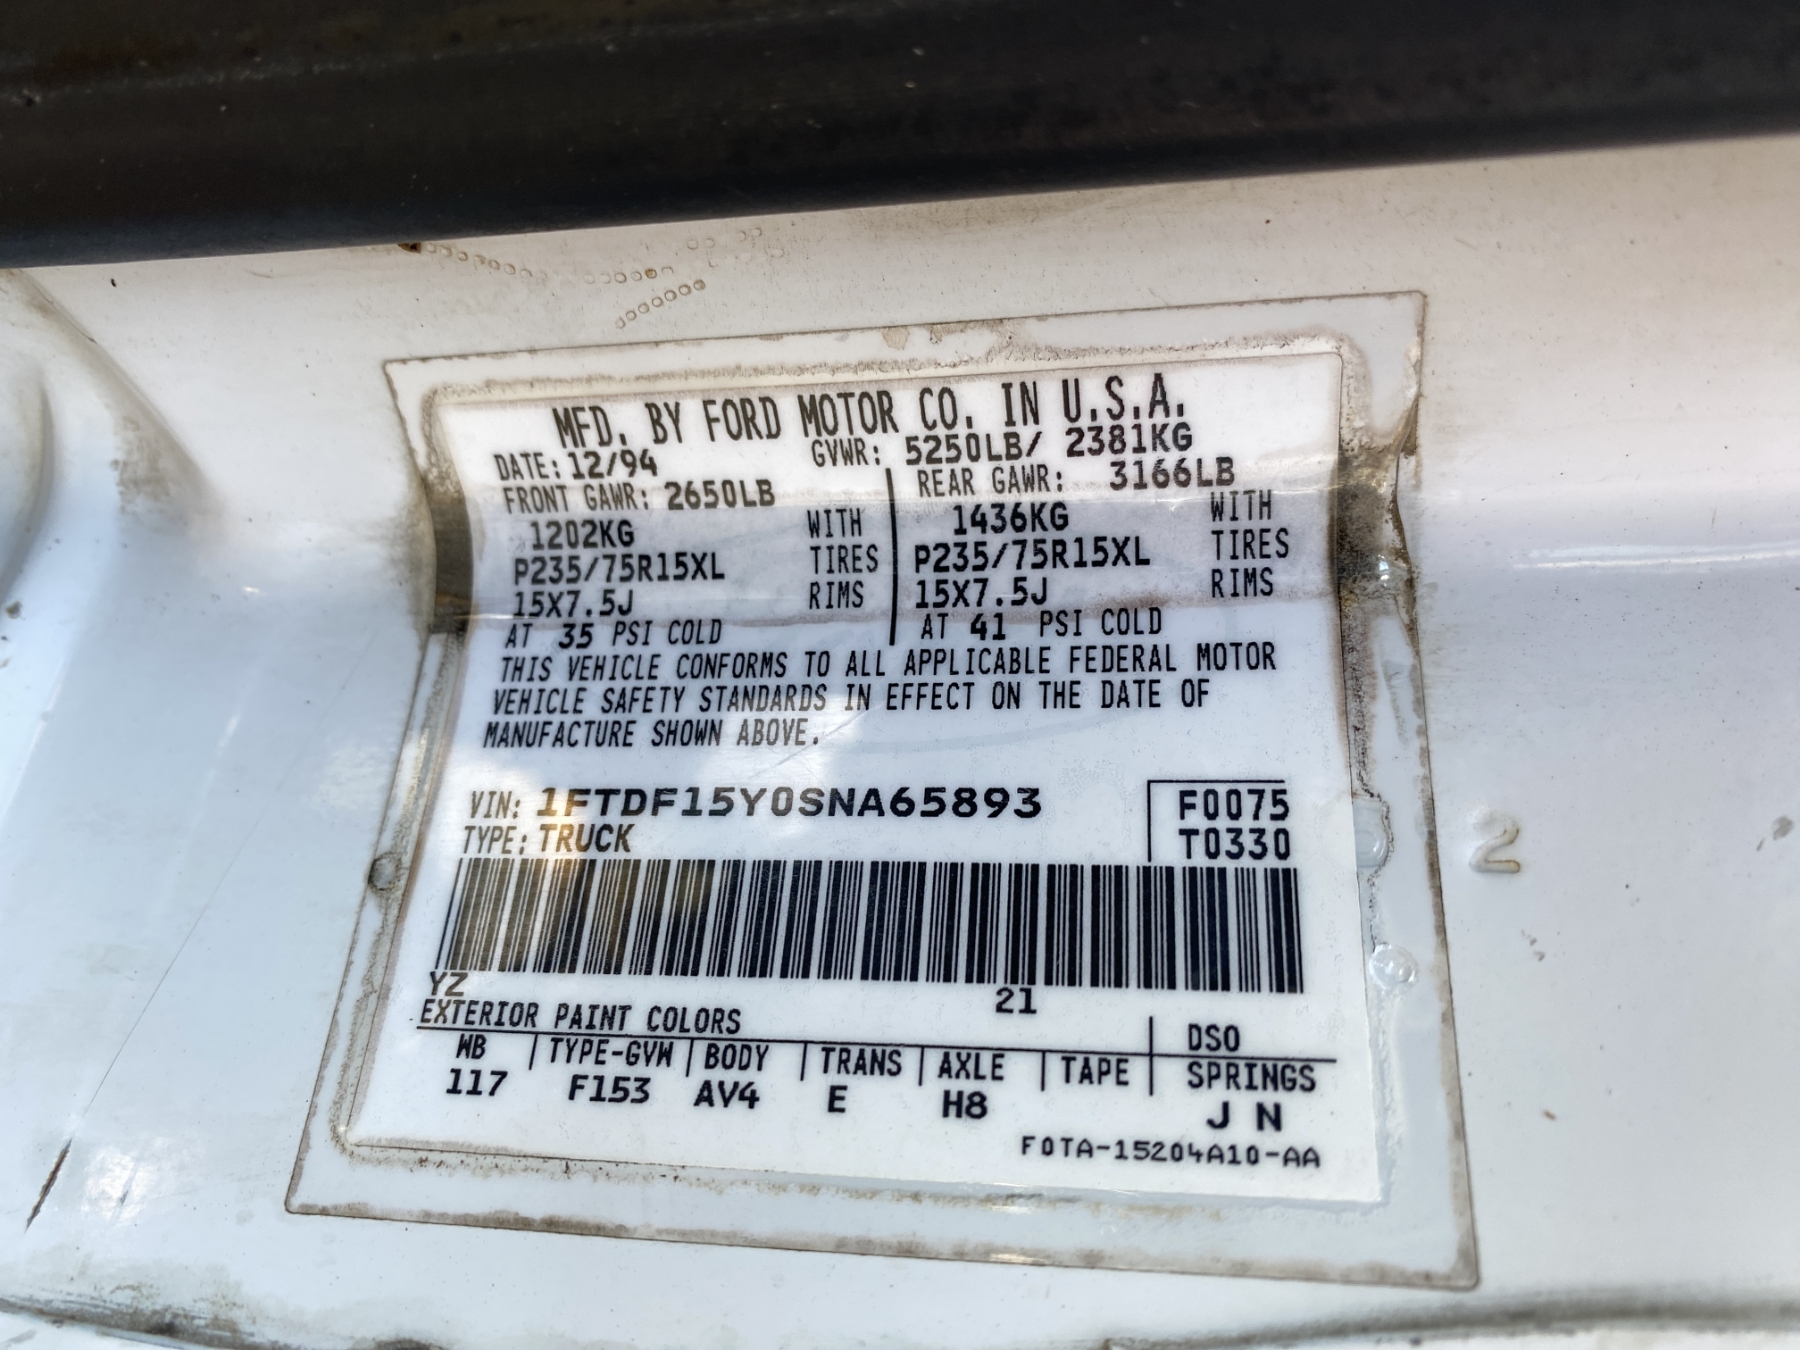 MFD. BY FORD MOTOR CO. IN U.S.A.
DATE: 12/94 GVWR: 5250LB/ 2381KG
FRONT GAWR: 2650LB REAR GAWR: 3166LB
1202KG WITH 1436KG WITH
P235/75R15XL TIRES P235/75R15XL TIRES
15X7.5J RIMS 15X7.5J RIMS
AT 35 PSI COLD AT 41 PSI COLD
THIS VEHICLE CONFORMS TO ALL APPLICABLE FEDERAL MOTOR
VEHICLE SAFETY STANDARDS IN EFFECT ON THE DATE OF
MANUFACTURE SHOWN ABOVE.
VIN: 1FTDF15Y0SNA65893 F0075
TYPE: TRUCK T0330
2
YZ 21
EXTERIOR PAINT COLORS DSO
WB TYPE-GVW BODY TRANS AXLE TAPE SPRINGS
117 F153 AV4 E H8 J N
F0TA-15204A10-AA